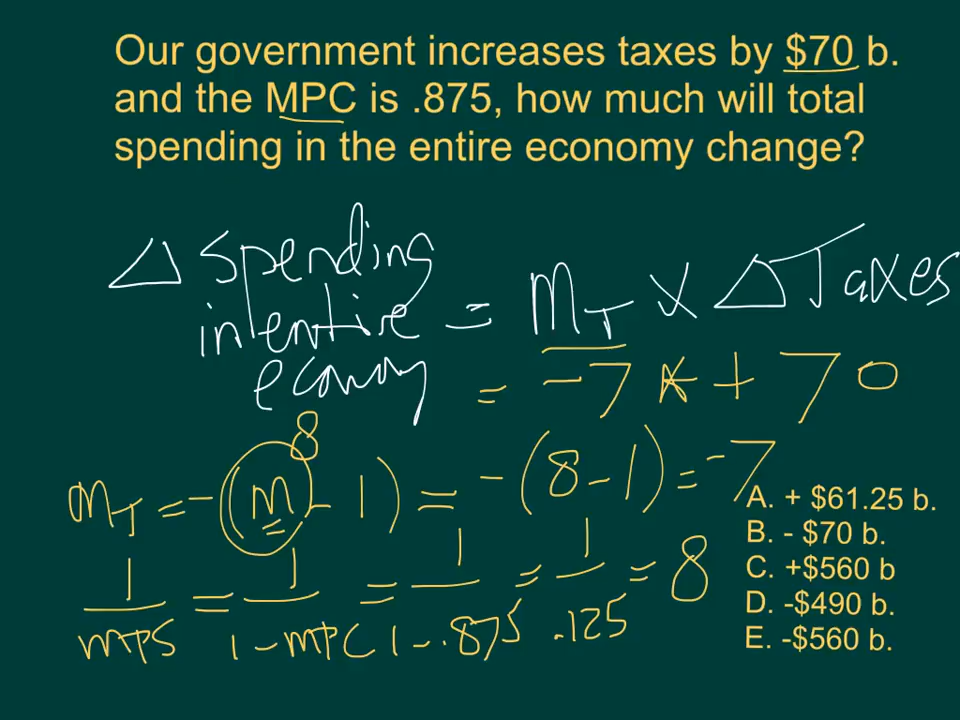 Our government increases taxes by $70 b.
and the MPC is .875, how much will total
spending in the entire economy change?
Δ spending
in entire
economy
= MT × Δ Taxes
= -7 * + 70
8
MT = -(M - 1) = -(8 - 1) = -7
1/MPS = 1/1-MPC = 1/1-.875 = 1/.125 = 8
A. + $61.25 b.
B. - $70 b.
C. +$560 b
D. -$490 b.
E. -$560 b.